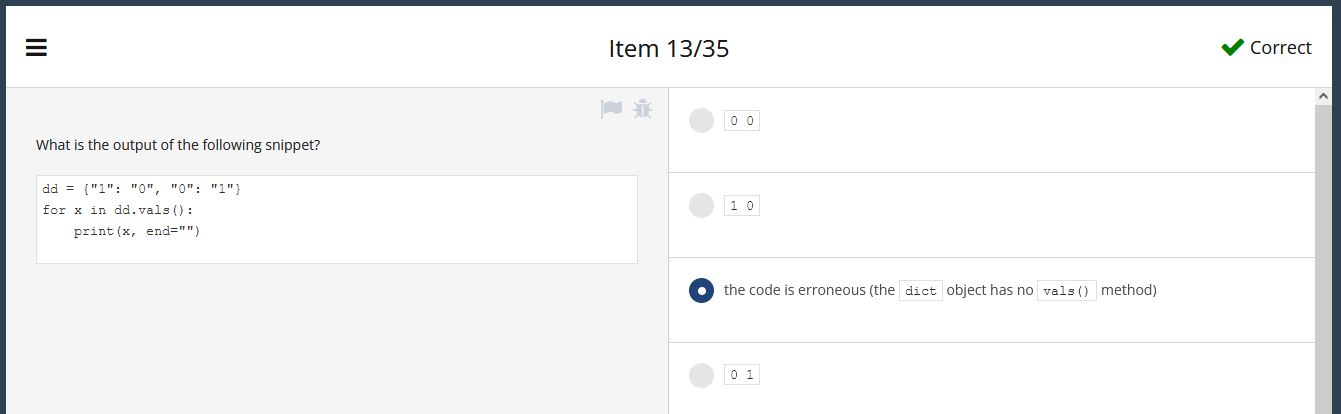 Item 13/35
Correct
What is the output of the following snippet?
dd = {"1": "0", "0": "1"}
for x in dd.vals():
    print(x, end="")
0 0
1 0
the code is erroneous (the dict object has no vals() method)
0 1